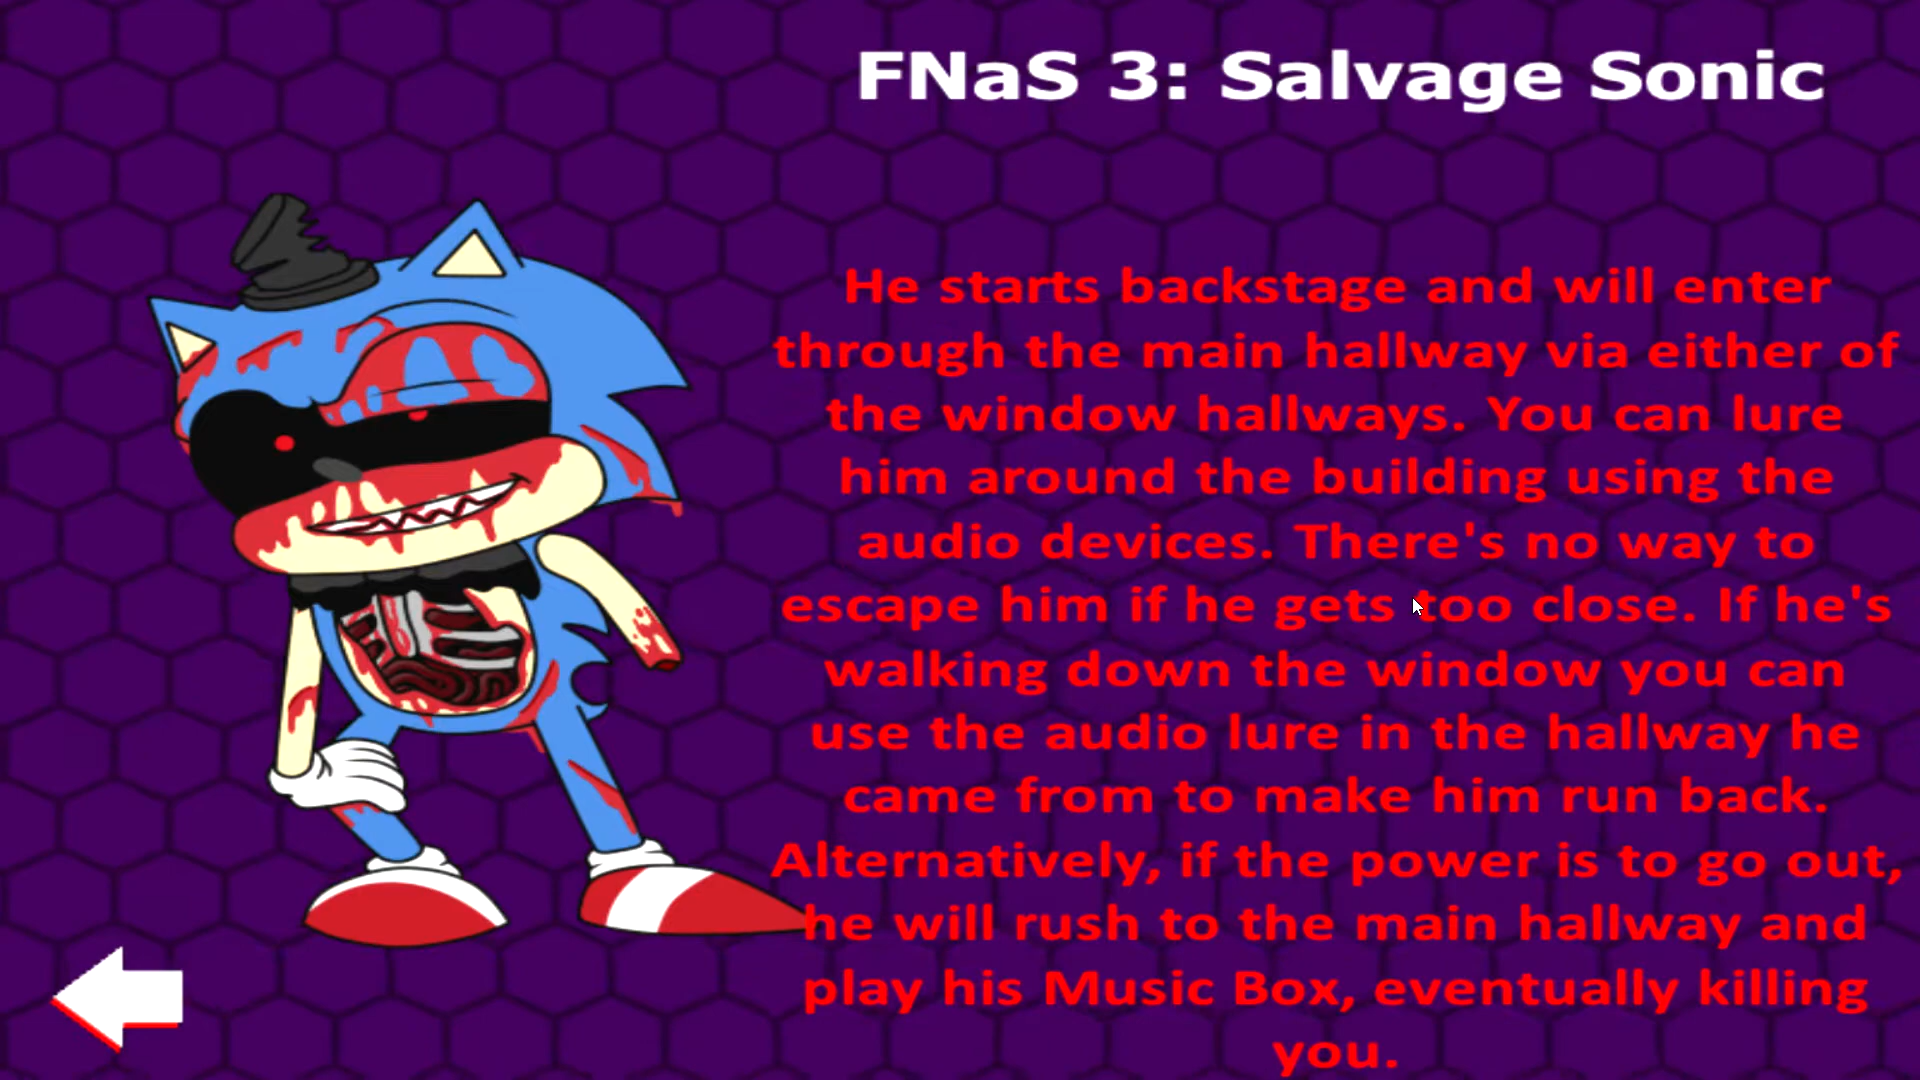 FNaS 3: Salvage Sonic
He starts backstage and will enter
through the main hallway via either of
the window hallways. You can lure
him around the building using the
audio devices. There's no way to
escape him if he gets too close. If he's
walking down the window you can
use the audio lure in the hallway he
came from to make him run back.
Alternatively, if the power is to go out,
he will rush to the main hallway and
play his Music Box, eventually killing
you.